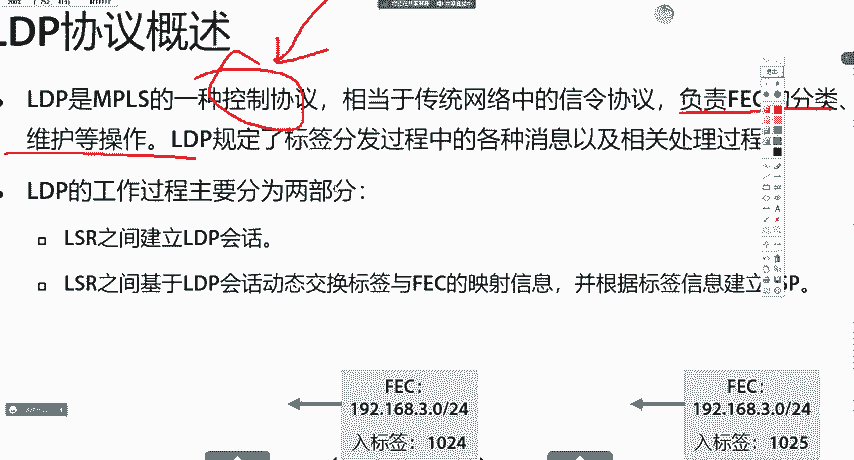 LDP协议概述
LDP是MPLS的一种控制协议，相当于传统网络中的信令协议，负责FEC的分类、
维护等操作。LDP规定了标签分发过程中的各种消息以及相关处理过程
LDP的工作过程主要分为两部分：
LSR之间建立LDP会话。
LSR之间基于LDP会话动态交换标签与FEC的映射信息，并根据标签信息建立LSP。
FEC：
192.168.3.0/24
入标签：1024
FEC：
192.168.3.0/24
入标签：1025